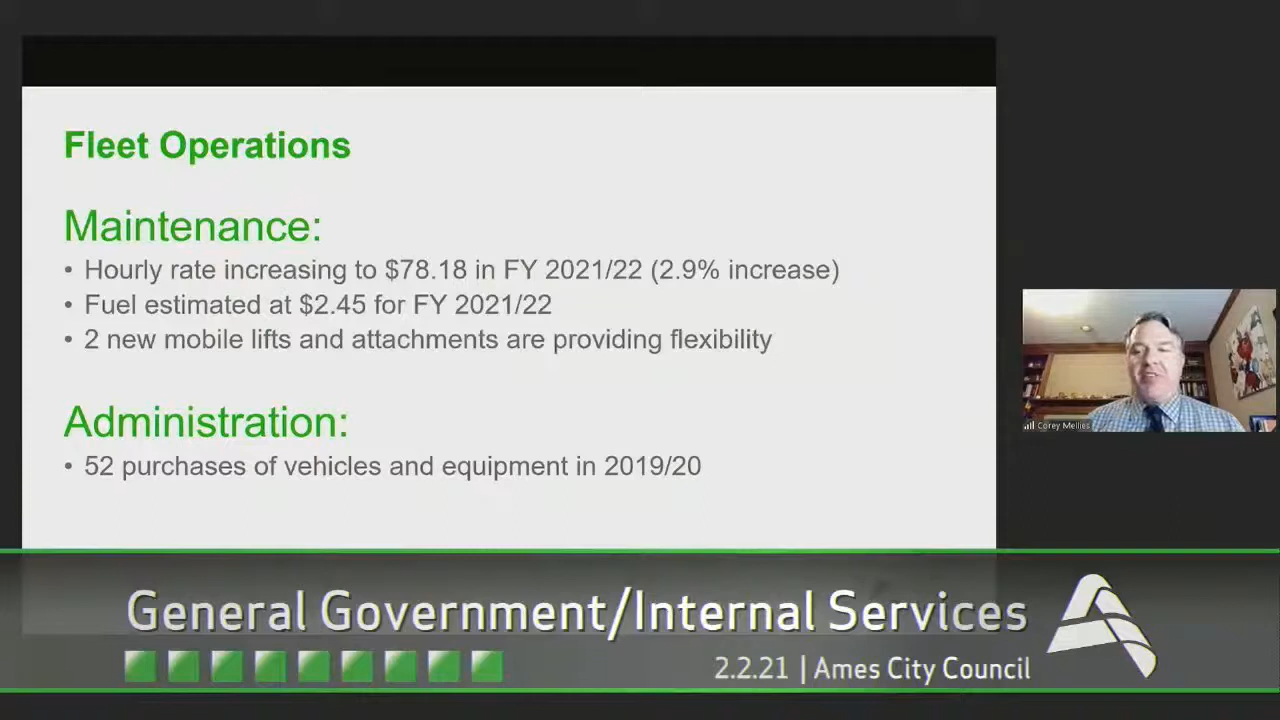 Fleet Operations
Maintenance:
• Hourly rate increasing to $78.18 in FY 2021/22 (2.9% increase)
• Fuel estimated at $2.45 for FY 2021/22
• 2 new mobile lifts and attachments are providing flexibility
Administration:
• 52 purchases of vehicles and equipment in 2019/20
Corey Mellies
General Government/Internal Services
2.2.21 | Ames City Council